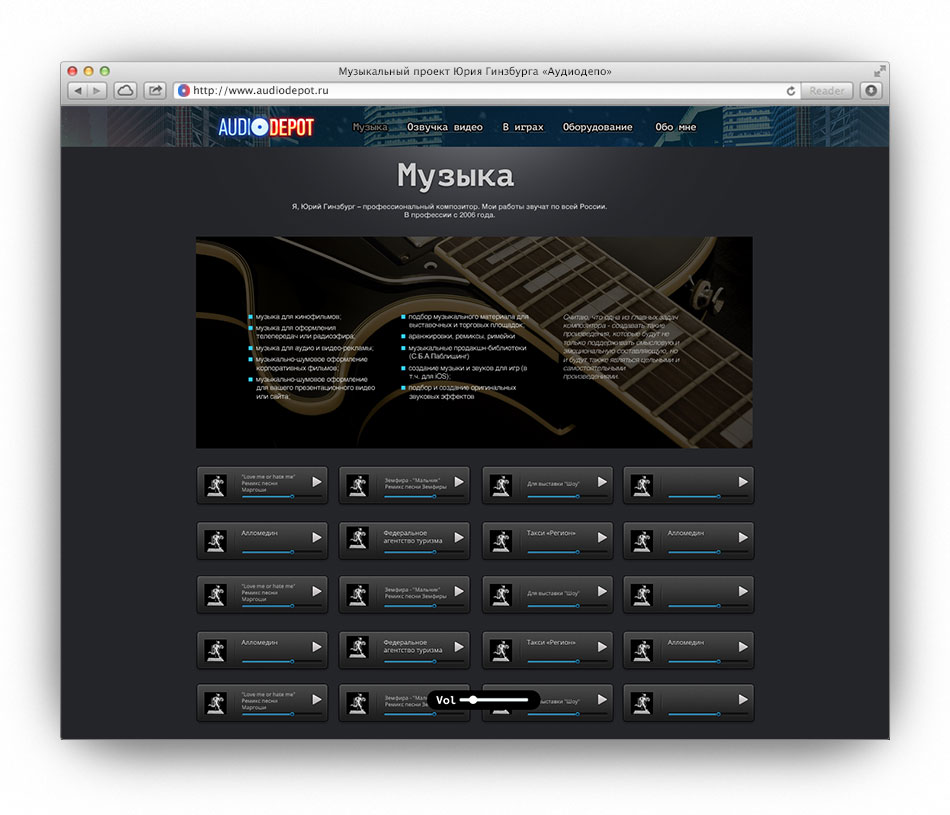 Музыкальный проект Юрия Гинзбурга «Аудиодепо»
http://www.audiodepot.ru
Reader
AUDIODEPOT
Музыка
Озвучка видео
В играх
Оборудование
Обо мне
Музыка
Я, Юрий Гинзбург – профессиональный композитор. Мои работы звучат по всей России.
В профессии с 2006 года.
музыка для кинофильмов;
музыка для оформления
телепередач или радиоэфира;
музыка для аудио и видео-рекламы;
музыкально-шумовое оформление
корпоративных фильмов;
музыкально-шумовое оформление
для вашего презентационного видео
или сайта;
подбор музыкального материала для
выставочных и торговых площадок;
аранжировки, ремиксы, римейки
музыкальные продакшн-библиотеки
(С.Б.А Паблишинг)
создание музыки и звуков для игр (в
т.ч. для iOS);
подбор и создание оригинальных
звуковых эффектов
Считаю, что одна из главных задач
композитора - создавать такие
произведения, которые будут не
только поддерживать смысловую и
эмоциональную составляющую, но
и будут также являться цельными и
самостоятельными
произведениями.
"Love me or hate me"
Ремикс песни
Маргоши
Земфира - "Мальчик"
Ремикс песни Земфиры
Для выставки "Шоу"
Алломедин
Федеральное
агентство туризма
Такси «Регион»
Алломедин
"Love me or hate me"
Ремикс песни
Маргоши
Земфира - "Мальчик"
Ремикс песни Земфиры
Для выставки "Шоу"
Алломедин
Федеральное
агентство туризма
Такси «Регион»
Алломедин
"Love me or hate me"
Ремикс песни
Маргоши
Земфира - "Маль
Ремикс песни З
выставки "Шоу"
Vol